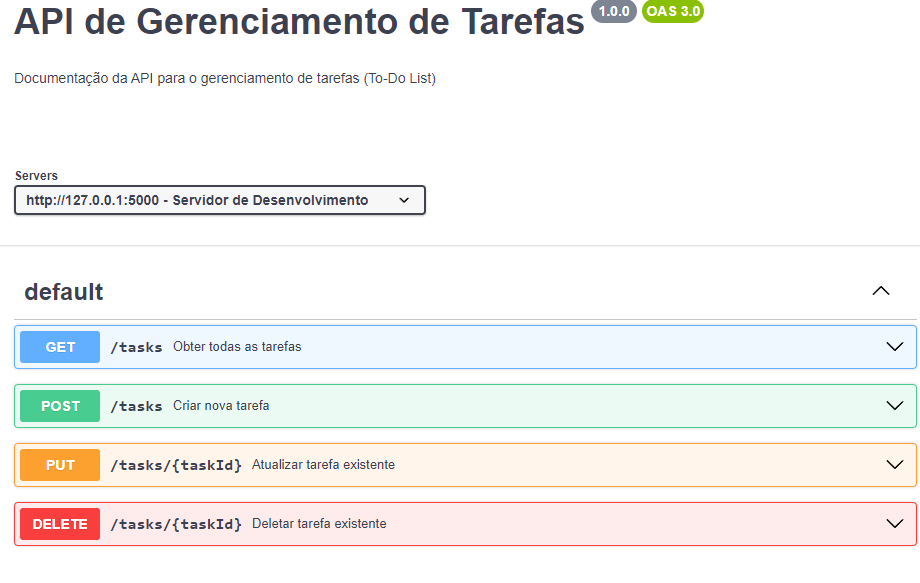 API de Gerenciamento de Tarefas 1.0.0 OAS 3.0
Documentação da API para o gerenciamento de tarefas (To-Do List)
Servers
http://127.0.0.1:5000 - Servidor de Desenvolvimento
default
GET /tasks Obter todas as tarefas
POST /tasks Criar nova tarefa
PUT /tasks/{taskId} Atualizar tarefa existente
DELETE /tasks/{taskId} Deletar tarefa existente